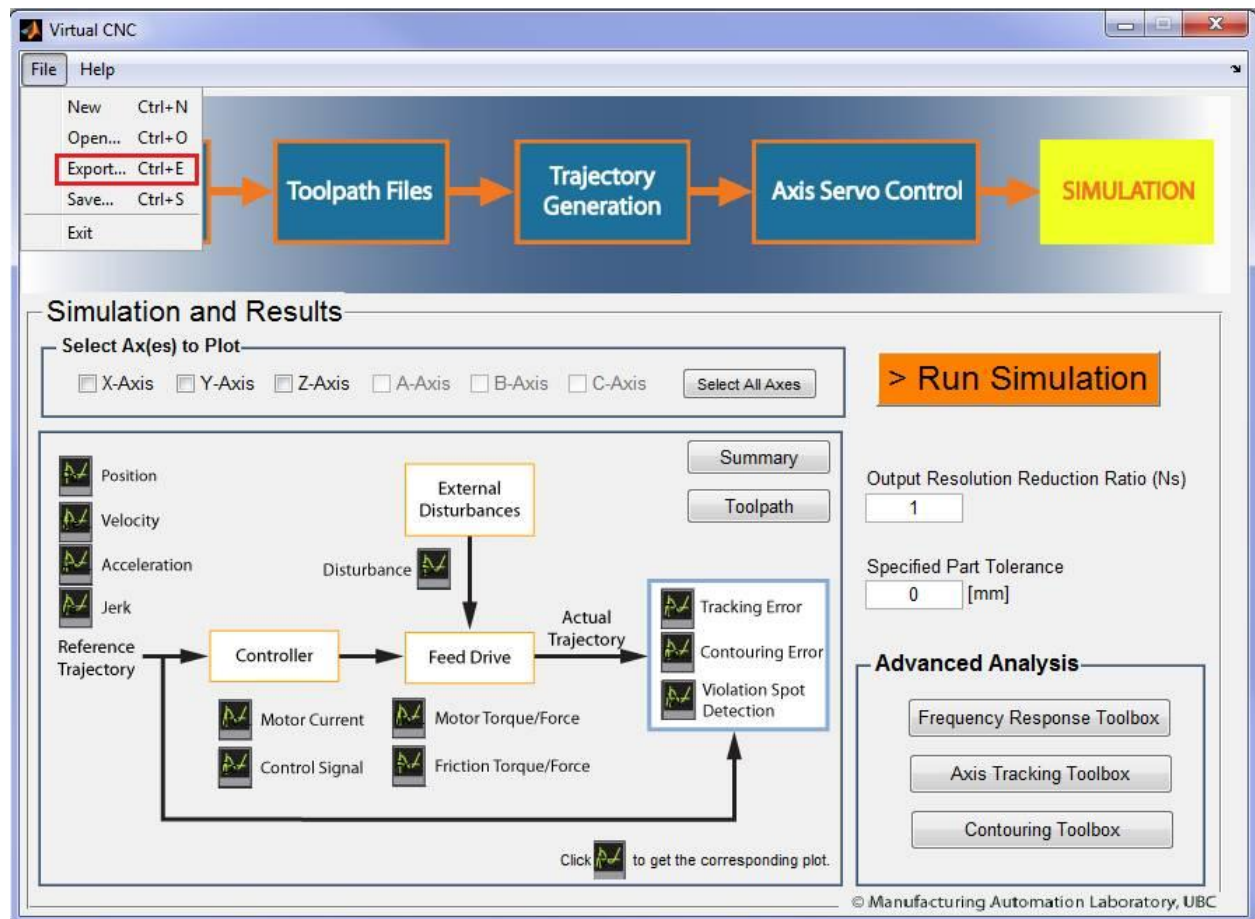 Virtual CNC
File Help
New Ctrl+N
Open... Ctrl+O
Export... Ctrl+E
Save... Ctrl+S
Exit
Toolpath Files
Trajectory
Generation
Axis Servo Control
SIMULATION
Simulation and Results
Select Ax(es) to Plot
X-Axis Y-Axis Z-Axis A-Axis B-Axis C-Axis Select All Axes
> Run Simulation
Position
Velocity
Acceleration
Jerk
Reference
Trajectory
External
Disturbances
Disturbance
Summary
Toolpath
Controller
Feed Drive
Actual
Trajectory
Tracking Error
Contouring Error
Violation Spot
Detection
Motor Current
Control Signal
Motor Torque/Force
Friction Torque/Force
Click to get the corresponding plot.
Output Resolution Reduction Ratio (Ns)
1
Specified Part Tolerance
0 [mm]
Advanced Analysis
Frequency Response Toolbox
Axis Tracking Toolbox
Contouring Toolbox
© Manufacturing Automation Laboratory, UBC